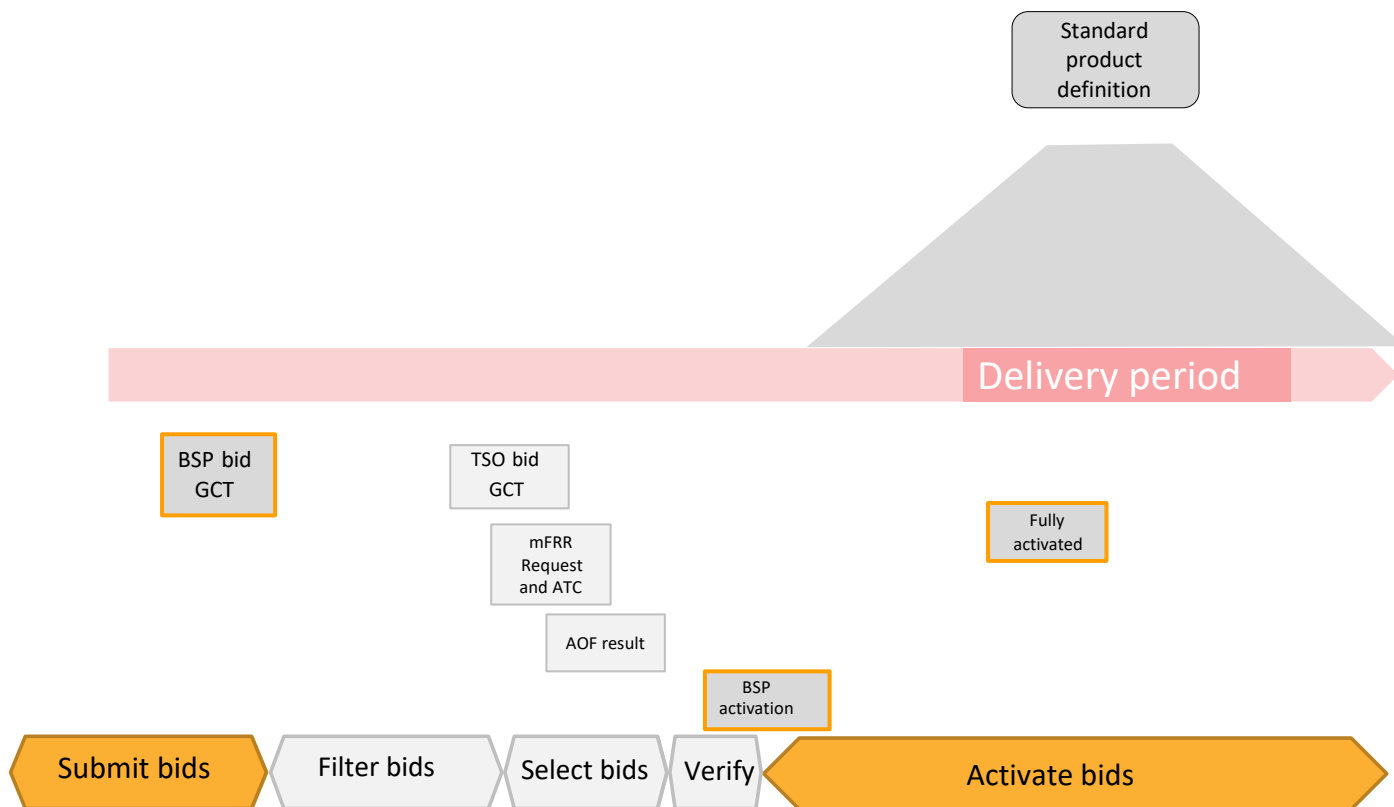 Standard
product
definition
Delivery period
BSP bid
GCT
TSO bid
GCT
mFRR
Request
and ATC
Fully
activated
AOF result
BSP
activation
Submit bids
Filter bids
Select bids
Verify
Activate bids